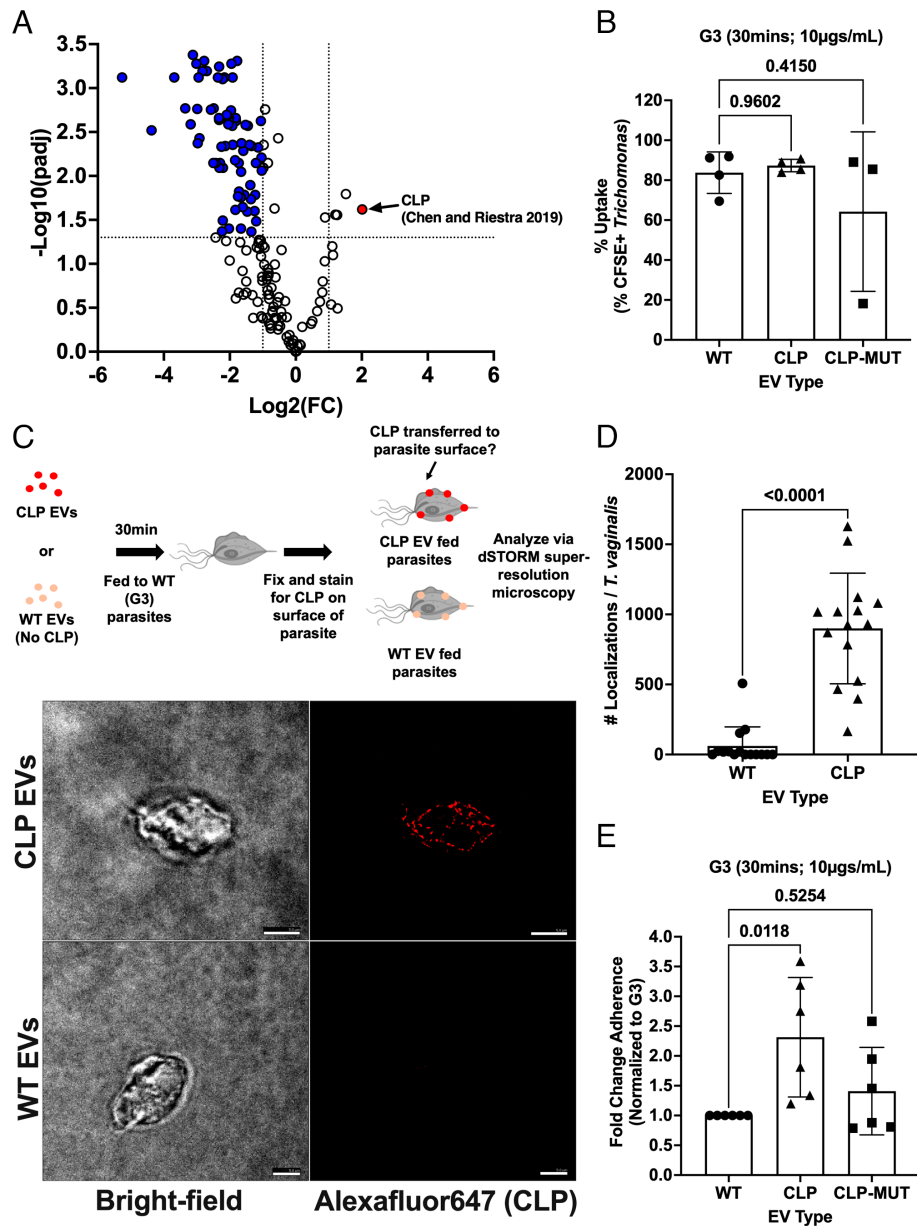 A
3.5
3.0
2.5
2.0
1.5
1.0
0.5
0.0
-Log10(padj)
-6
-4
-2
0
2
4
6
Log2(FC)
CLP
(Chen and Riestra 2019)
B
G3 (30mins; 10µgs/mL)
0.4150
0.9602
120
100
80
60
40
20
0
% Uptake
(% CFSE+ Trichomonas)
WT
CLP
CLP-MUT
EV Type
C
CLP EVs
or
WT EVs
(No CLP)
30min
Fed to WT
(G3)
parasites
Fix and stain
for CLP on
surface of
parasite
CLP transferred to
parasite surface?
CLP EV fed
parasites
WT EV fed
parasites
Analyze via
dSTORM super-
resolution
microscopy
CLP EVs
WT EVs
Bright-field
Alexafluor647 (CLP)
D
2000
1500
1000
500
0
# Localizations / T. vaginalis
<0.0001
WT
CLP
EV Type
E
G3 (30mins; 10µgs/mL)
0.5254
0.0118
4.0
3.5
3.0
2.5
2.0
1.5
1.0
0.5
0.0
Fold Change Adherence
(Normalized to G3)
WT
CLP
CLP-MUT
EV Type